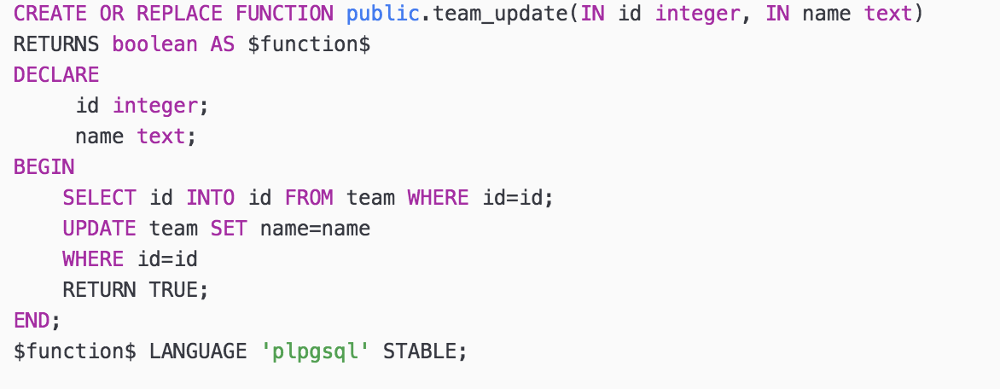 CREATE OR REPLACE FUNCTION public.team_update(IN id integer, IN name text)
RETURNS boolean AS $function$
DECLARE
     id integer;
     name text;
BEGIN
    SELECT id INTO id FROM team WHERE id=id;
    UPDATE team SET name=name
    WHERE id=id
    RETURN TRUE;
END;
$function$ LANGUAGE 'plpgsql' STABLE;